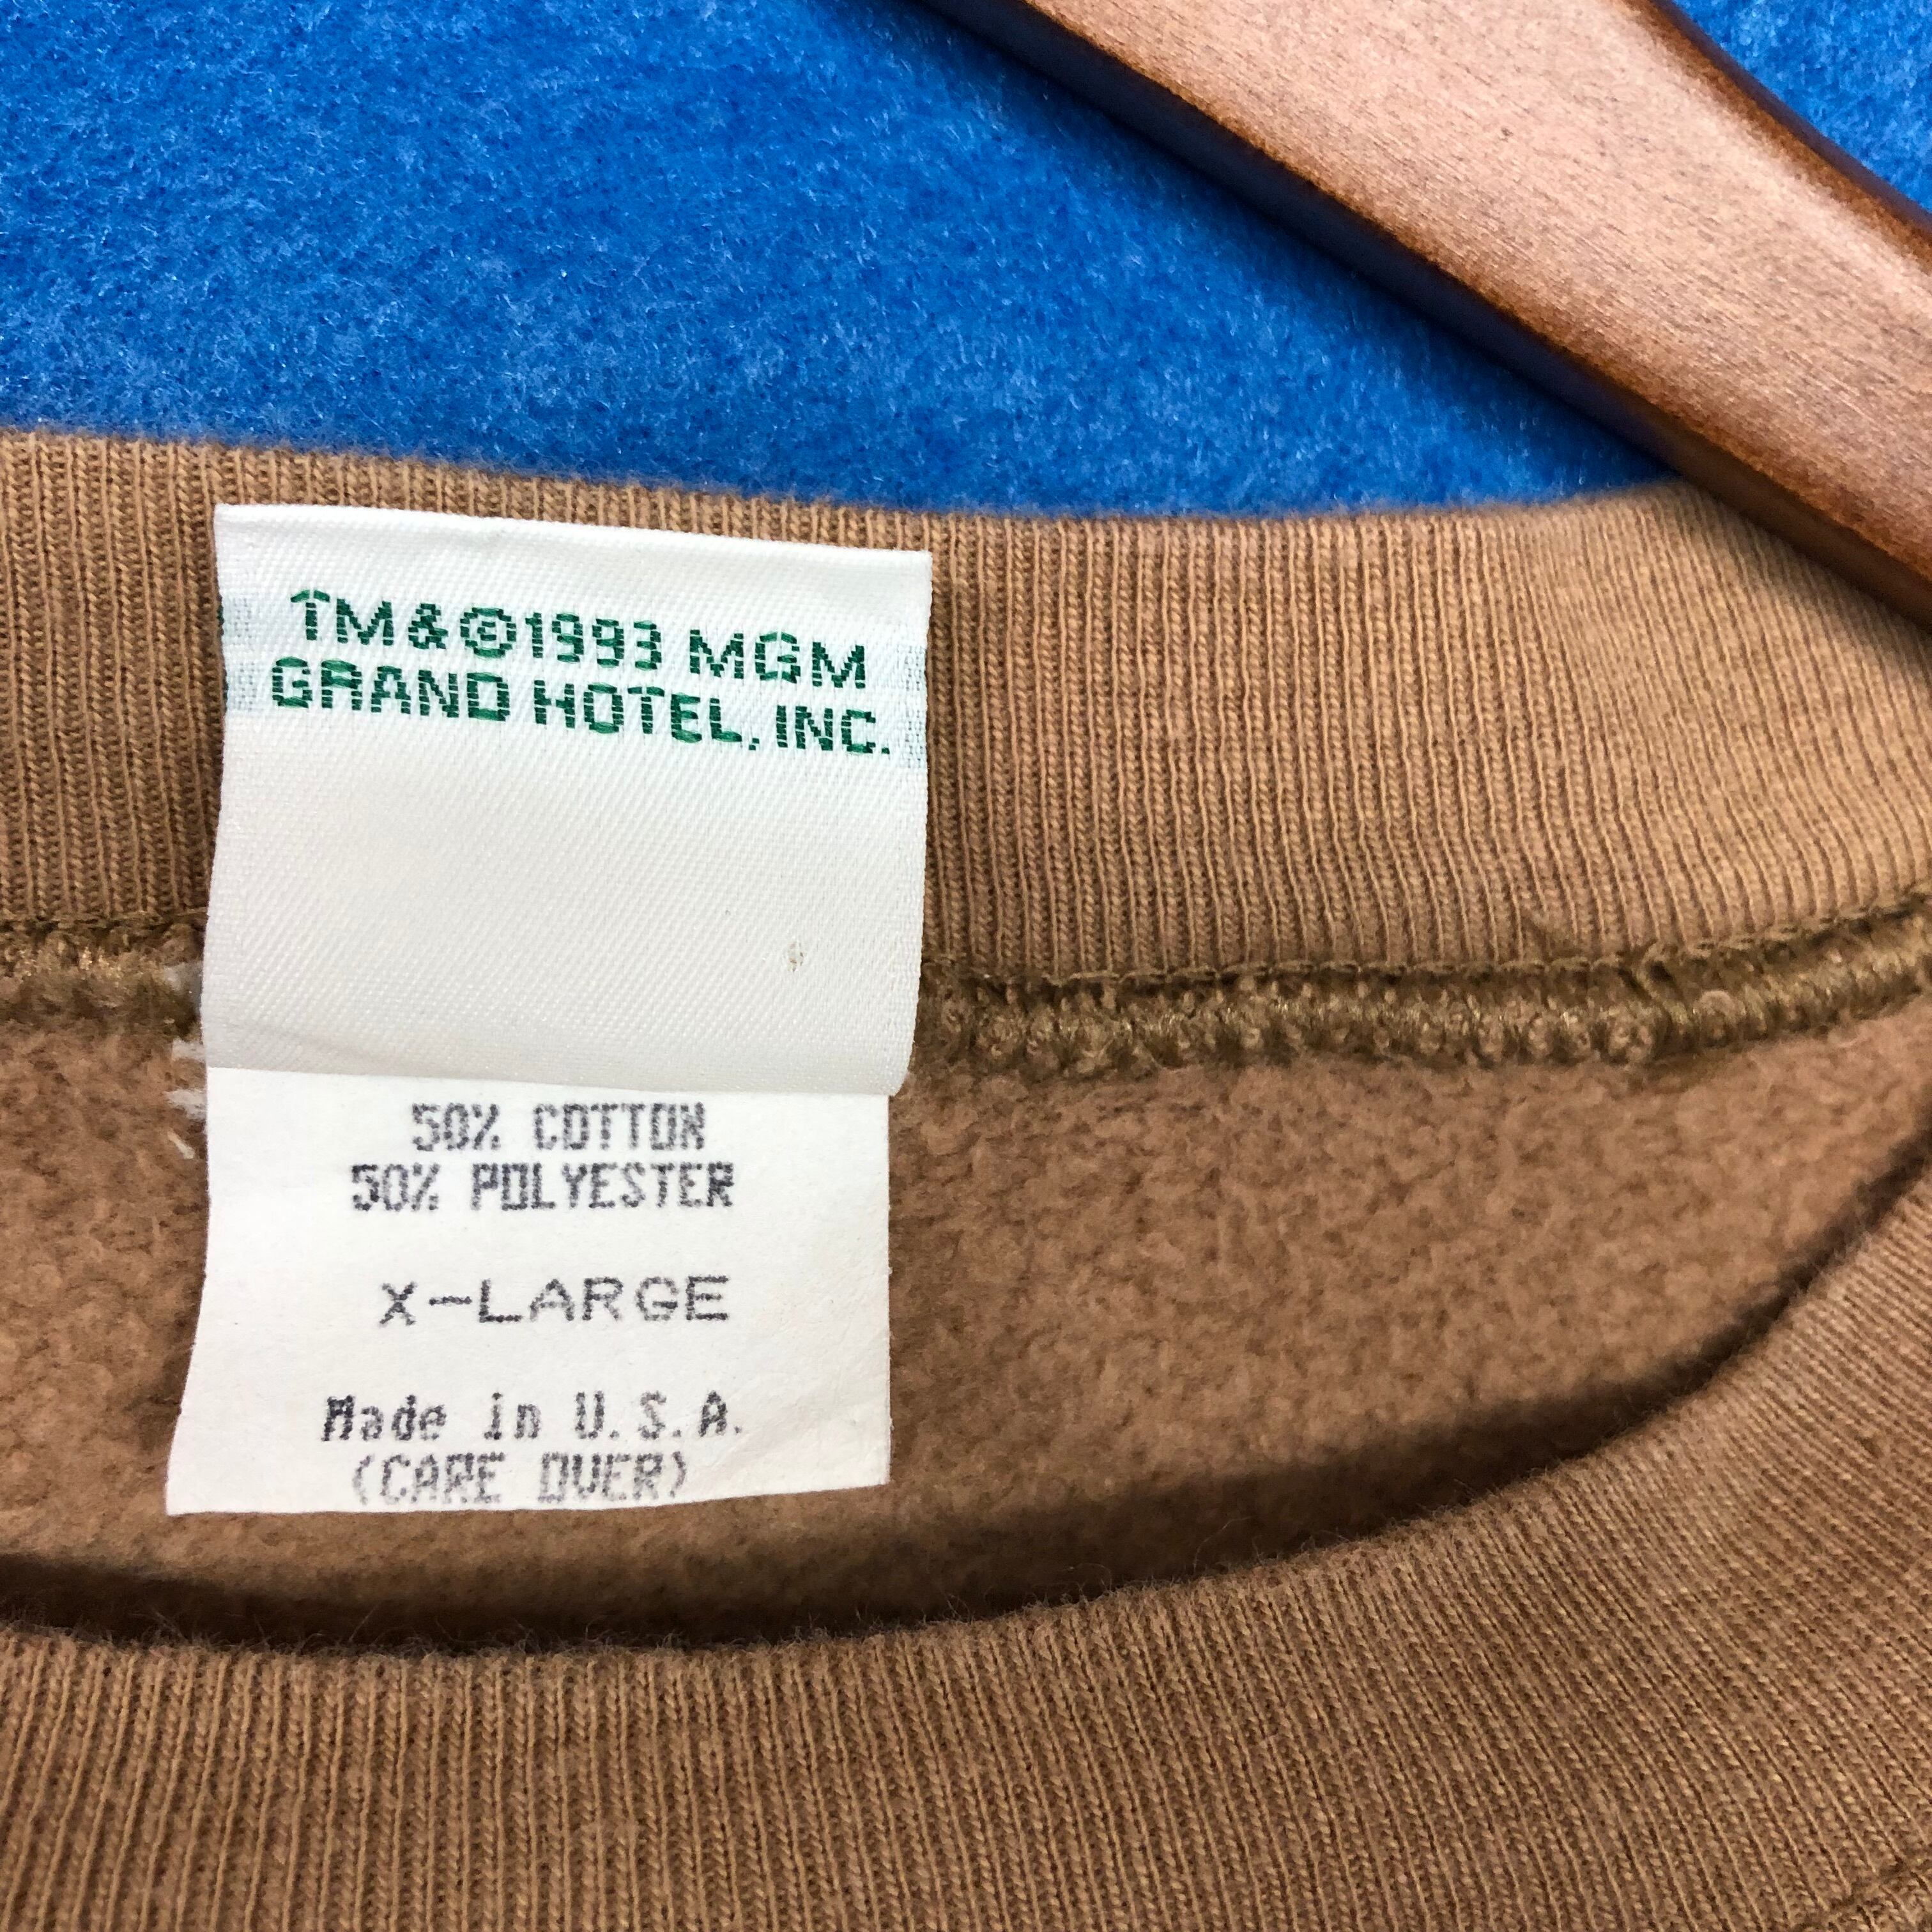 TM&©1993 MGM
GRAND HOTEL, INC.
50% COTTON
50% POLYESTER
X-LARGE
Made in U.S.A.
(CARE OVER)